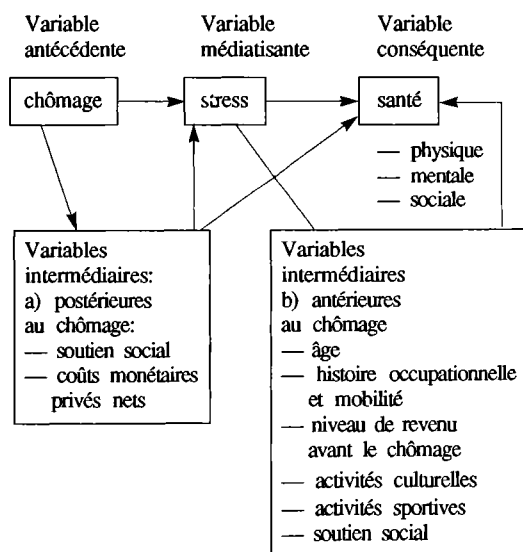 Variable
antécédente
Variable
médiatisante
Variable
conséquente
chômage
stress
santé
— physique
— mentale
— sociale
Variables
intermédiaires:
a) postérieures
au chômage:
— soutien social
— coûts monétaires
privés nets
Variables
intermédiaires
b) antérieures
au chômage
— âge
— histoire occupationnelle
et mobilité
— niveau de revenu
avant le chômage
— activités culturelles
— activités sportives
— soutien social